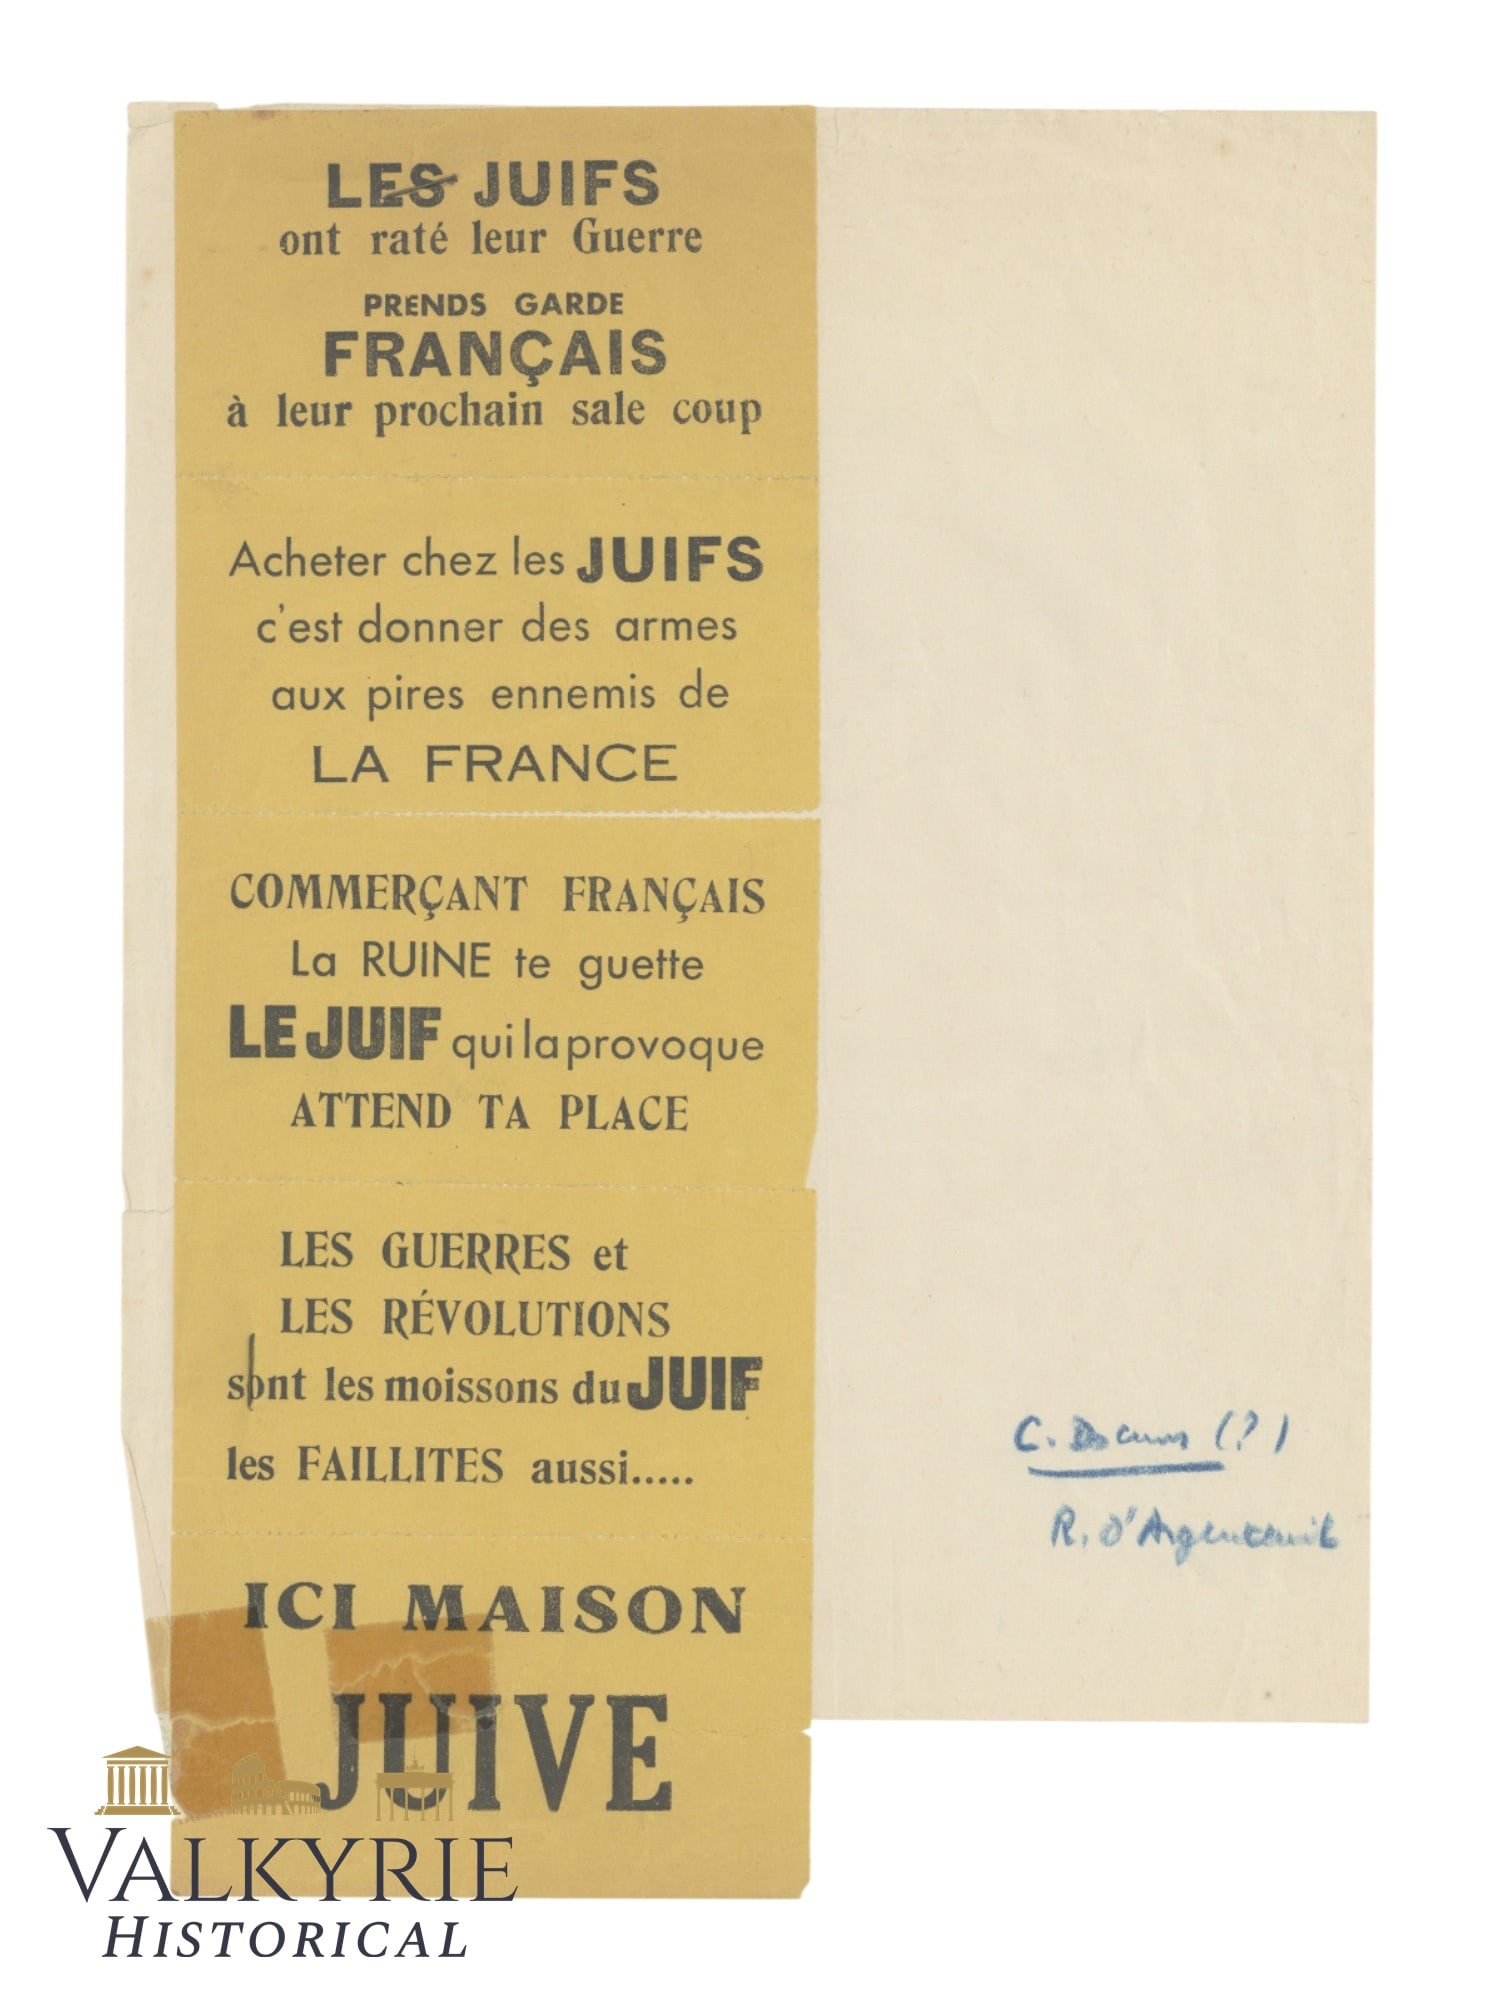 LES JUIFS
ont raté leur Guerre
PRENDS GARDE
FRANÇAIS
à leur prochain sale coup
Acheter chez les JUIFS
c'est donner des armes
aux pires ennemis de
LA FRANCE
COMMERÇANT FRANÇAIS
La RUINE te guette
LE JUIF qui la provoque
ATTEND TA PLACE
LES GUERRES et
LES RÉVOLUTIONS
sont les moissons du JUIF
les FAILLITES aussi.....
ICI MAISON
JUIVE
C. (?)
R. D'Argenteuil
VALKYRIE
HISTORICAL